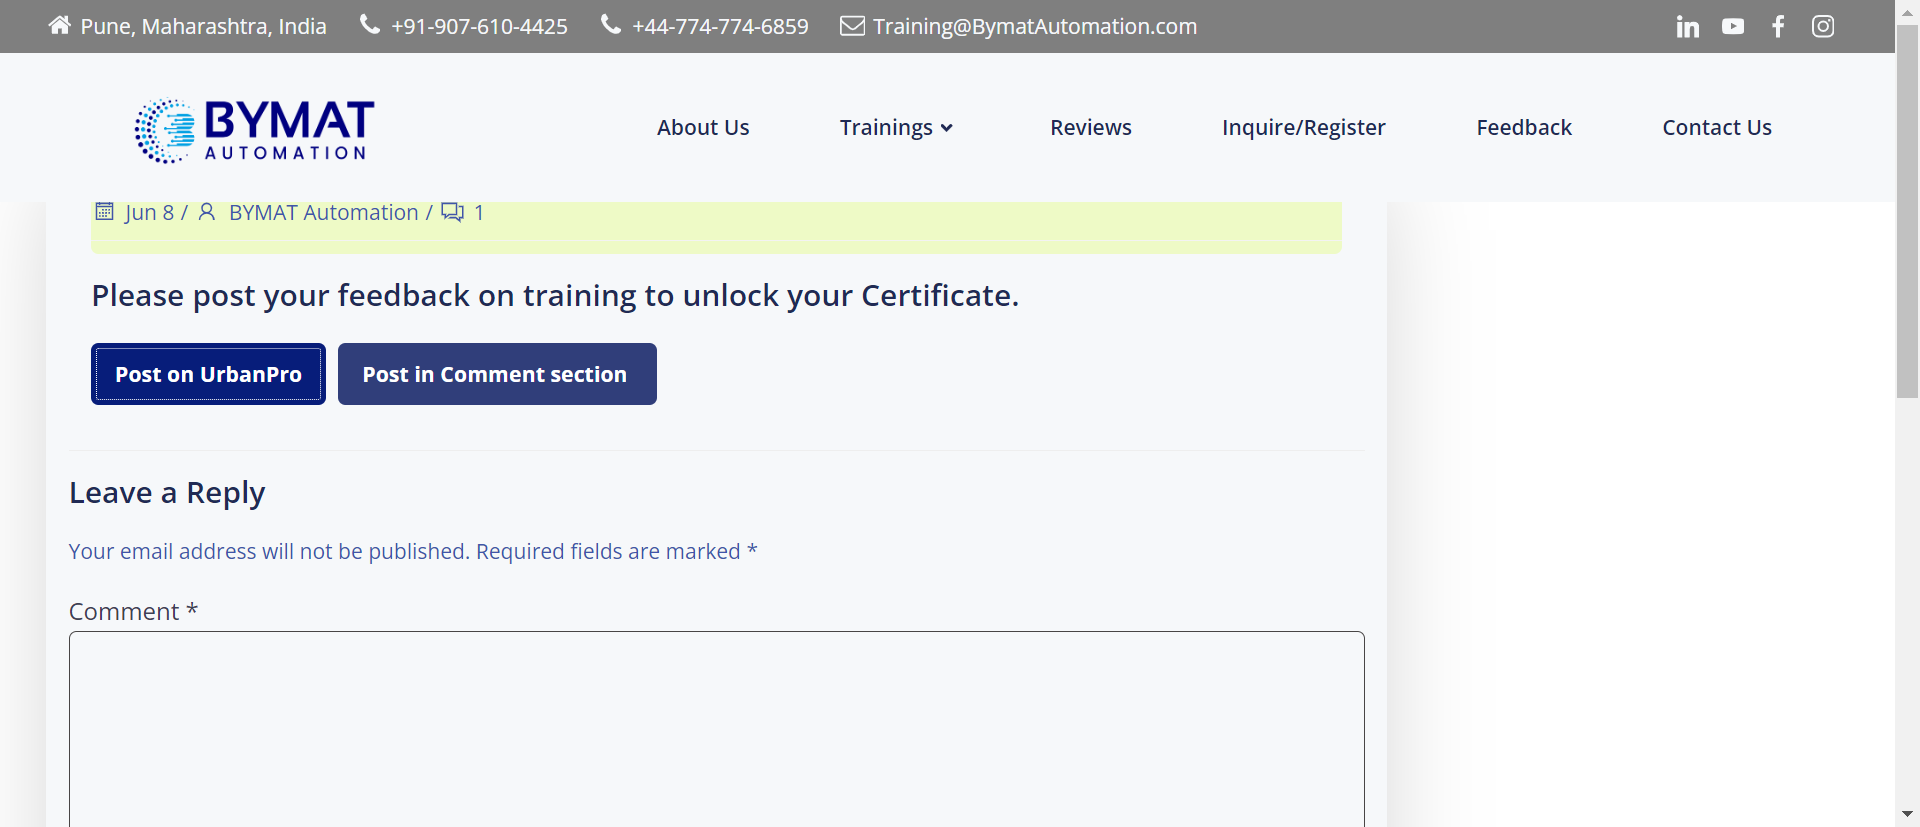 Pune, Maharashtra, India +91-907-610-4425 +44-774-774-6859 Training@BymatAutomation.com
BYMAT
AUTOMATION
About Us Trainings Reviews Inquire/Register Feedback Contact Us
Jun 8 / BYMAT Automation / 1
Please post your feedback on training to unlock your Certificate.
Post on UrbanPro Post in Comment section
Leave a Reply
Your email address will not be published. Required fields are marked *
Comment *